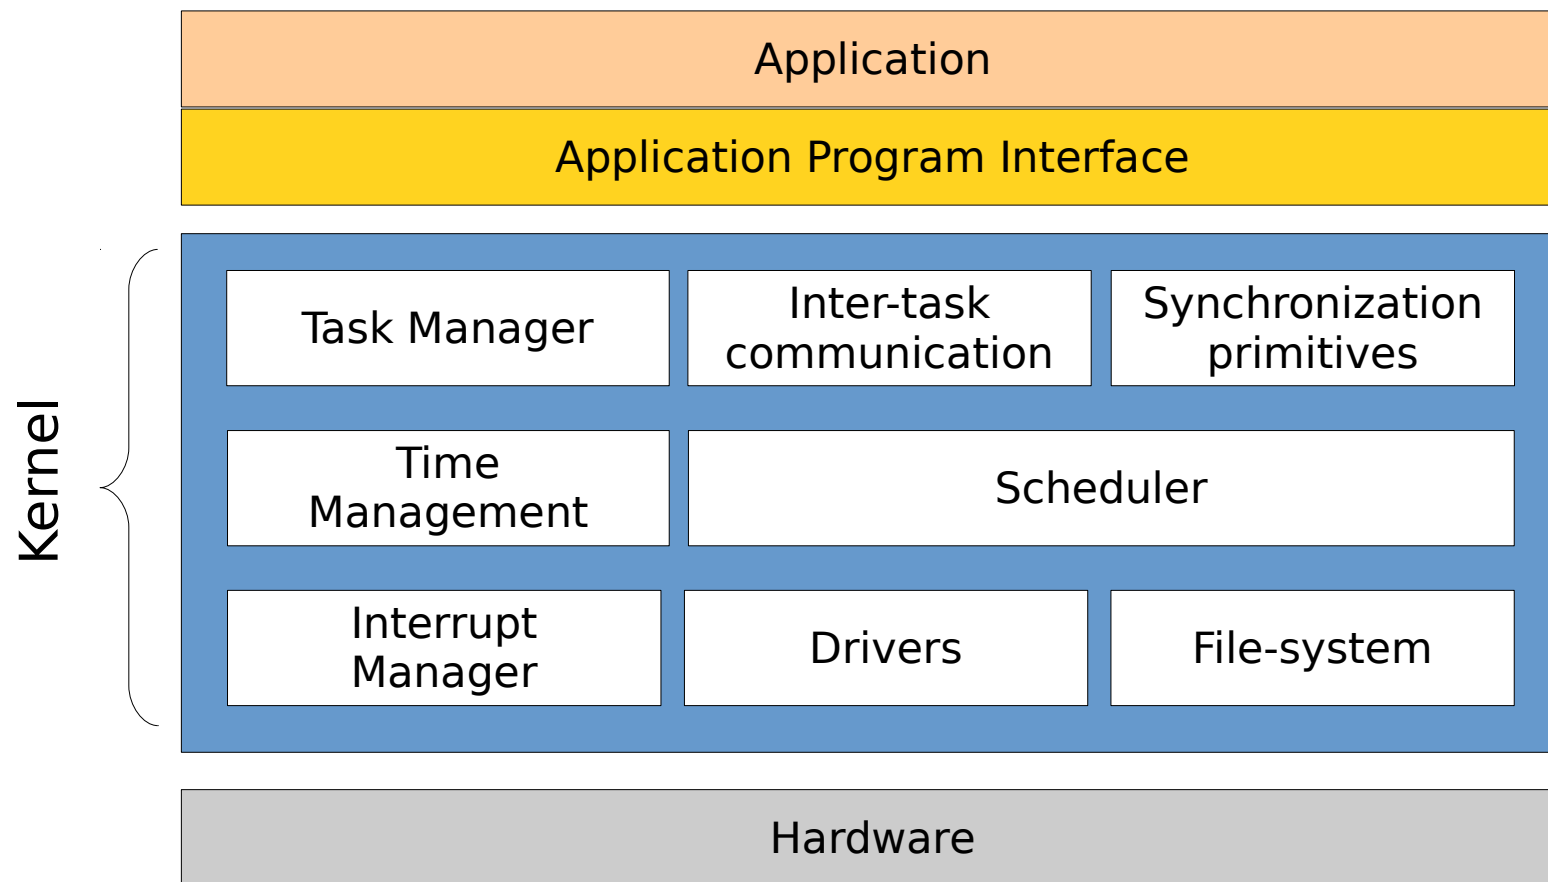 Application
Application Program Interface
Kernel
Task Manager
Inter-task
communication
Synchronization
primitives
Time
Management
Scheduler
Interrupt
Manager
Drivers
File-system
Hardware